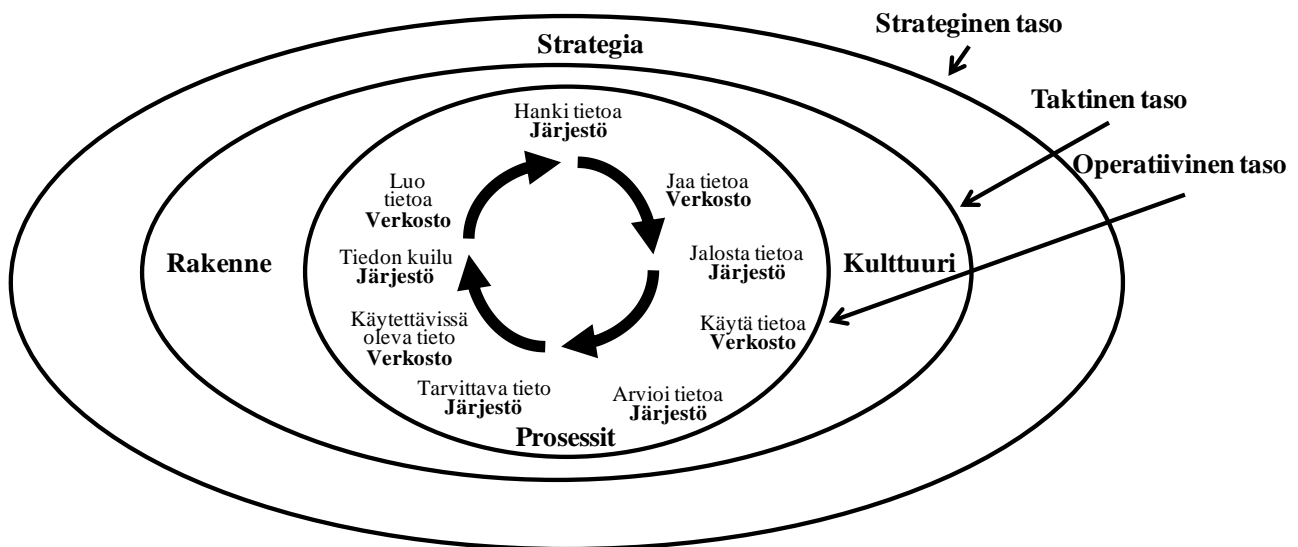 Strateginen taso
Strategia
Taktinen taso
Operatiivinen taso
Hanki tietoa
Järjestö
Jaa tietoa
Verkosto
Jalosta tietoa
Järjestö
Käytä tietoa
Verkosto
Arvioi tietoa
Järjestö
Tarvittava tieto
Järjestö
Käytettävissä
oleva tieto
Verkosto
Tiedon kuilu
Järjestö
Luo
tietoa
Verkosto
Rakenne
Kulttuuri
Prosessit